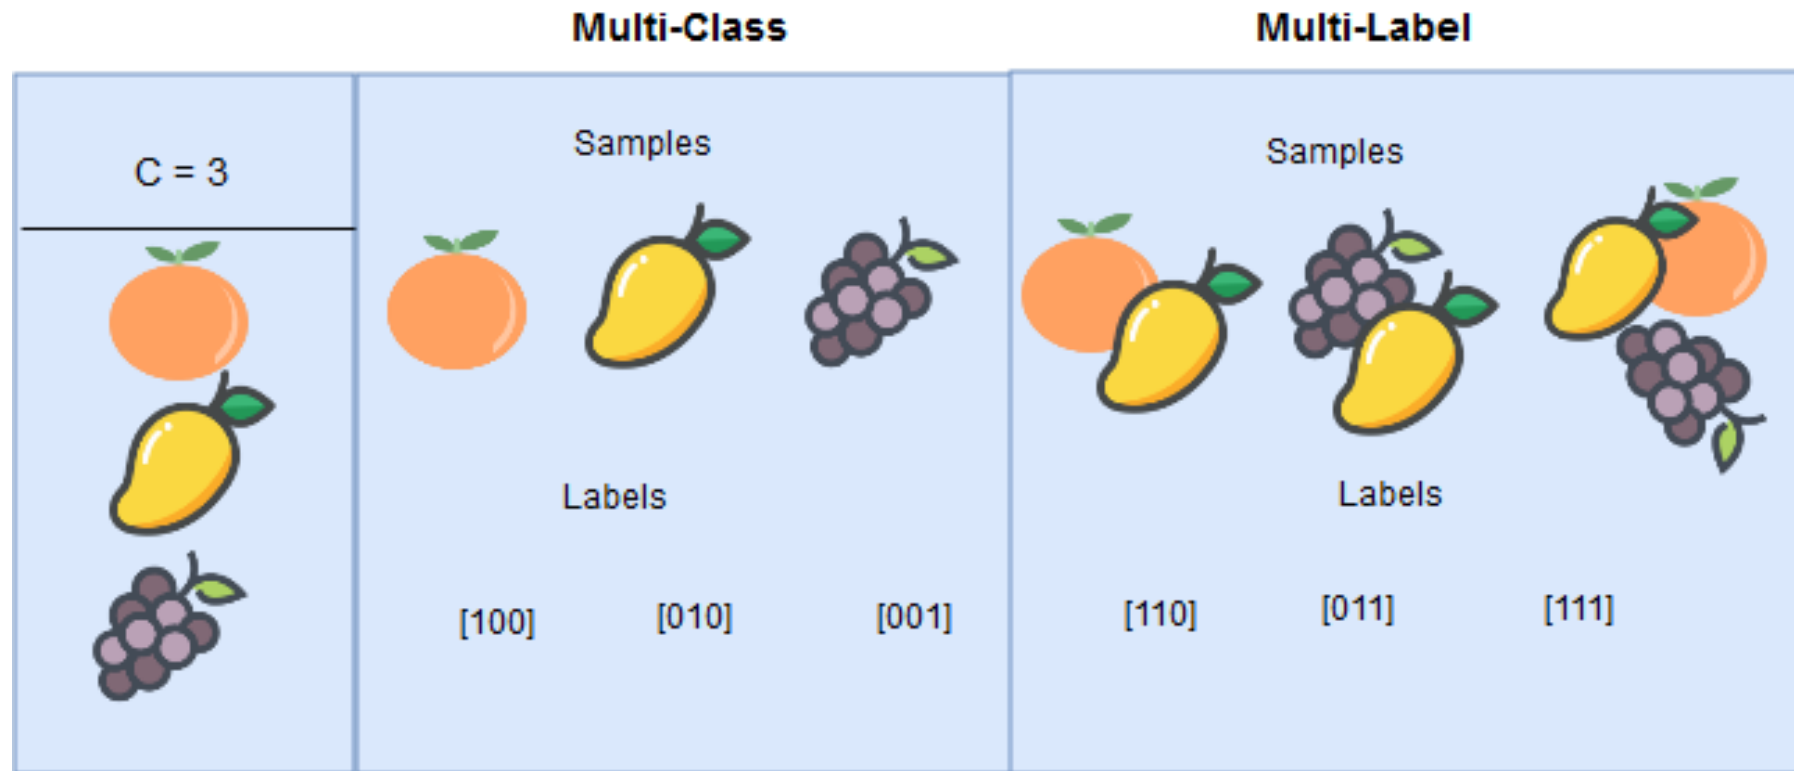 Multi-Class
Multi-Label
C = 3
Samples
Samples
Labels
Labels
[100] [010] [001]
[110] [011] [111]